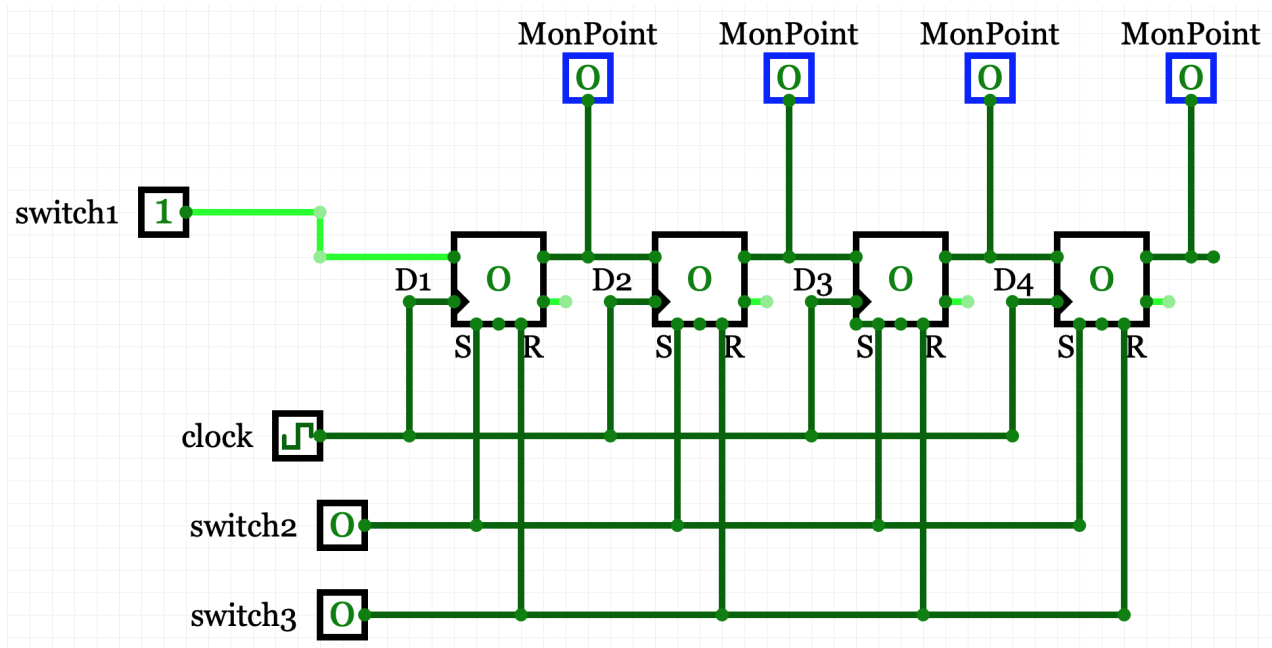 MonPoint MonPoint MonPoint MonPoint
0 0 0 0
switch1 1
D1 0 D2 0 D3 0 D4 0
S R S R S R S R
clock
switch2 0
switch3 0